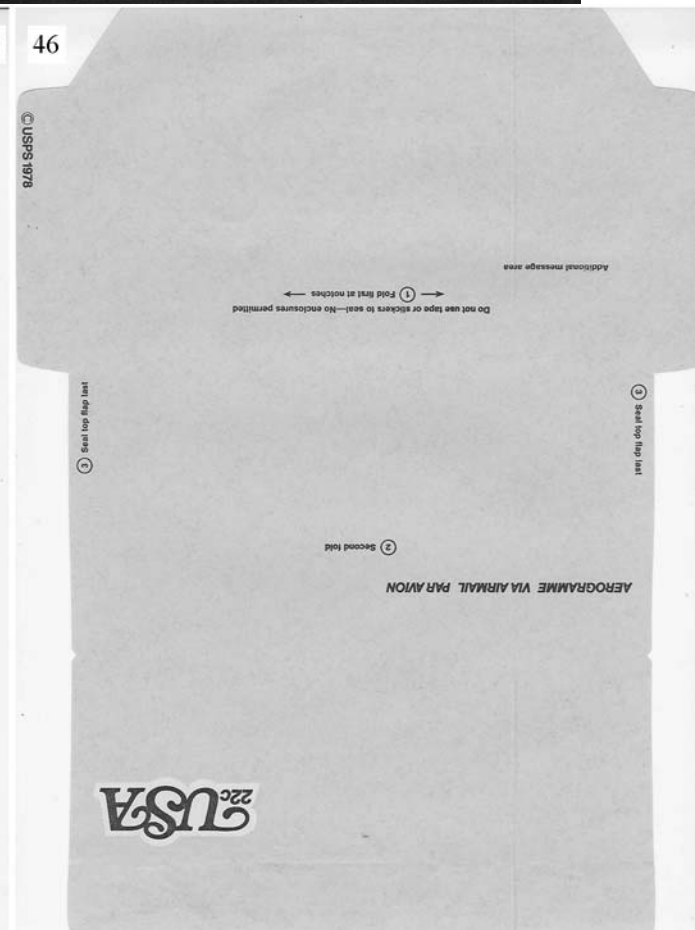 46
© USPS 1978
Additional message area
← ① Fold first at notches →
Do not use tape or stickers to seal—No enclosures permitted
③ Seal top flap last
③ Seal top flap last
② Second fold
AEROGRAMME VIA AIRMAIL PAR AVION
USA
22c